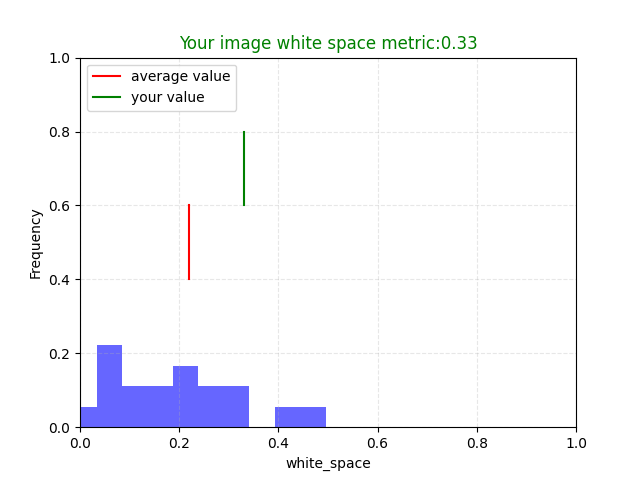 Your image white space metric:0.33
average value
your value
1.0
0.8
0.6
0.4
0.2
0.0
Frequency
0.0 0.2 0.4 0.6 0.8 1.0
white_space